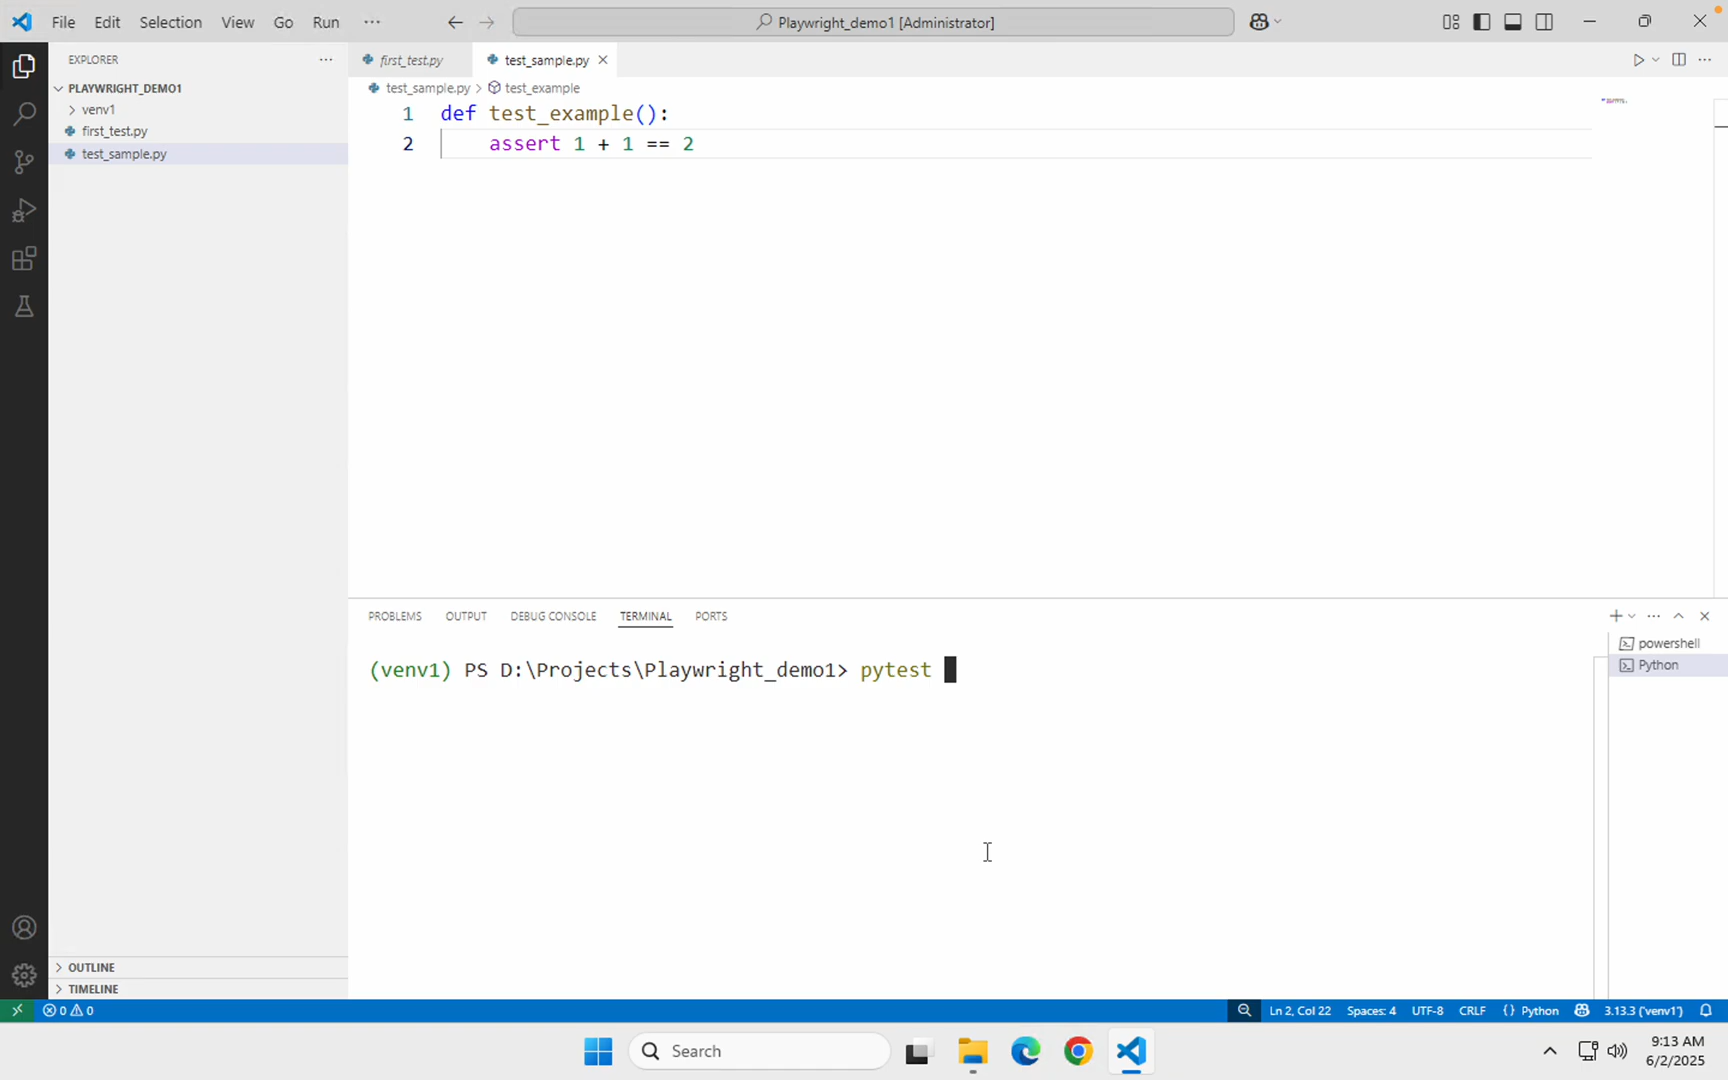 File Edit Selection View Go Run ···
Playwright_demo1 [Administrator]
EXPLORER
PLAYWRIGHT_DEMO1
venv1
first_test.py
test_sample.py
OUTLINE
TIMELINE
first_test.py
test_sample.py
test_sample.py > test_example
1 def test_example():
2 assert 1 + 1 == 2
PROBLEMS OUTPUT DEBUG CONSOLE TERMINAL PORTS
powershell
Python
(venv1) PS D:\Projects\Playwright_demo1> pytest
0 0
Ln 2, Col 22 Spaces: 4 UTF-8 CRLF {} Python 3.13.3 ('venv1')
Search
9:13 AM
6/2/2025